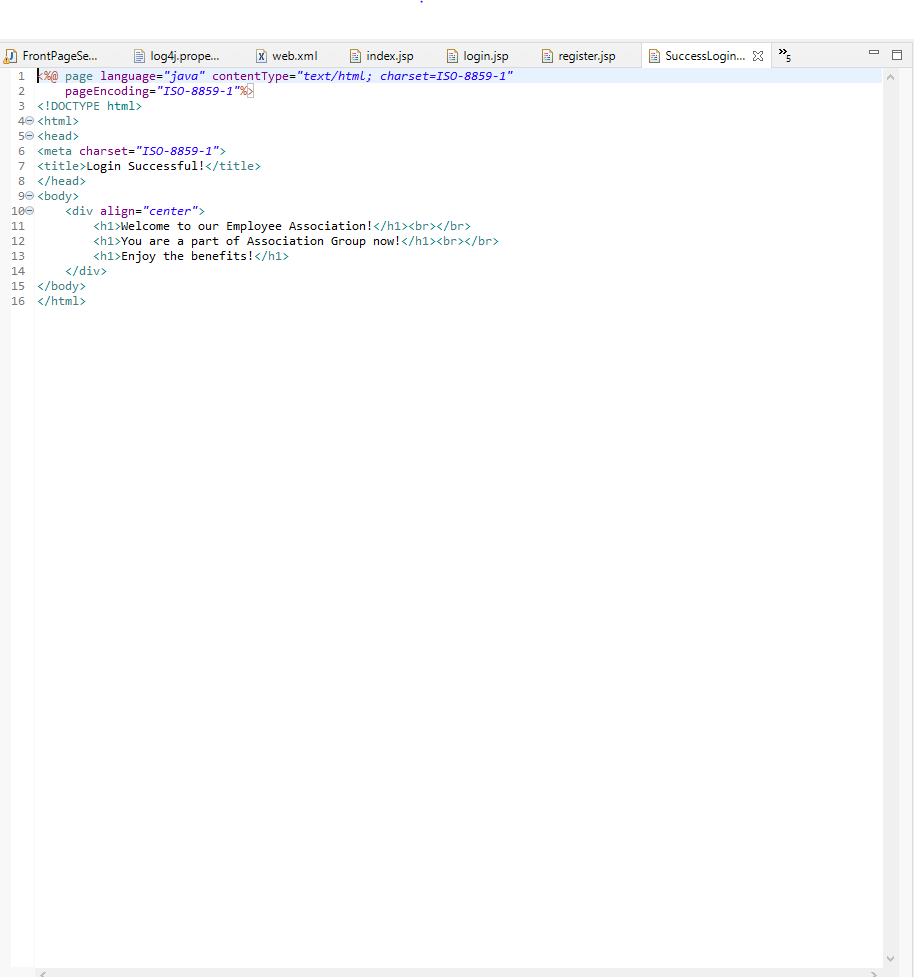 FrontPageSe... log4j.prope... web.xml index.jsp login.jsp register.jsp SuccessLogin... »5
1 <%@ page language="java" contentType="text/html; charset=ISO-8859-1"
2     pageEncoding="ISO-8859-1"%>
3 <!DOCTYPE html>
4 <html>
5 <head>
6 <meta charset="ISO-8859-1">
7 <title>Login Successful!</title>
8 </head>
9 <body>
10     <div align="center">
11         <h1>Welcome to our Employee Association!</h1><br></br>
12         <h1>You are a part of Association Group now!</h1><br></br>
13         <h1>Enjoy the benefits!</h1>
14     </div>
15 </body>
16 </html>